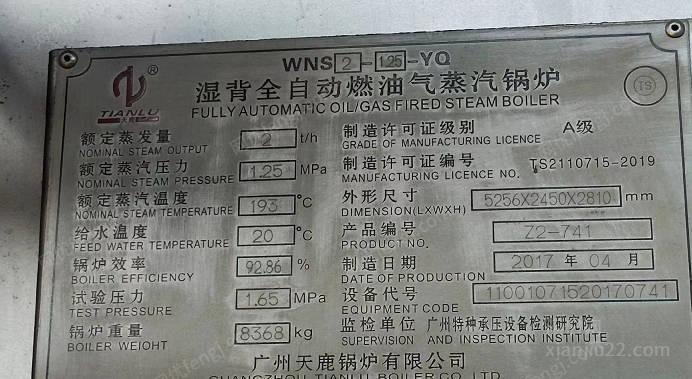 WNS 2-1.25-YQ
湿背全自动燃油气蒸汽锅炉
FULLY AUTOMATIC OIL/GAS FIRED STEAM BOILER
®
TIANLU
天鹿
TS
额定蒸发量 2 t/h
NOMINAL STEAM OUTPUT
额定蒸汽压力 1.25 MPa
NOMINAL STEAM PRESSURE
额定蒸汽温度 193 °C
NOMINAL STEAM TEMPERATURE
给水温度 20 °C
FEED WATER TEMPERATURE
锅炉效率 92.86 %
BOILER EFFICIENCY
试验压力 1.65 MPa
TEST PRESSURE
锅炉重量 8368 kg
BOILER WEIOHT
制造许可证级别 A级
GRADE OF MANUFACTURING LICENCE
制造许可证编号 TS2110715-2019
MANUFACTURING LICENCE NO.
外形尺寸 5256X2450X2810 mm
DIMENSION(LXWXH)
产品编号 Z2-741
PRODUCT NO.
制造日期 2017 年 04 月
DATE OF PRODUCTION
设备代号 11001071520170741
EQUIPMENT CODE
监检单位 广州特种承压设备检测研究院
SUPERVISION AND INSPECTION INSTITUTE
广州天鹿锅炉有限公司
GUANGZHOU TIANLU BOILER CO., LTD
xianjiu22.com